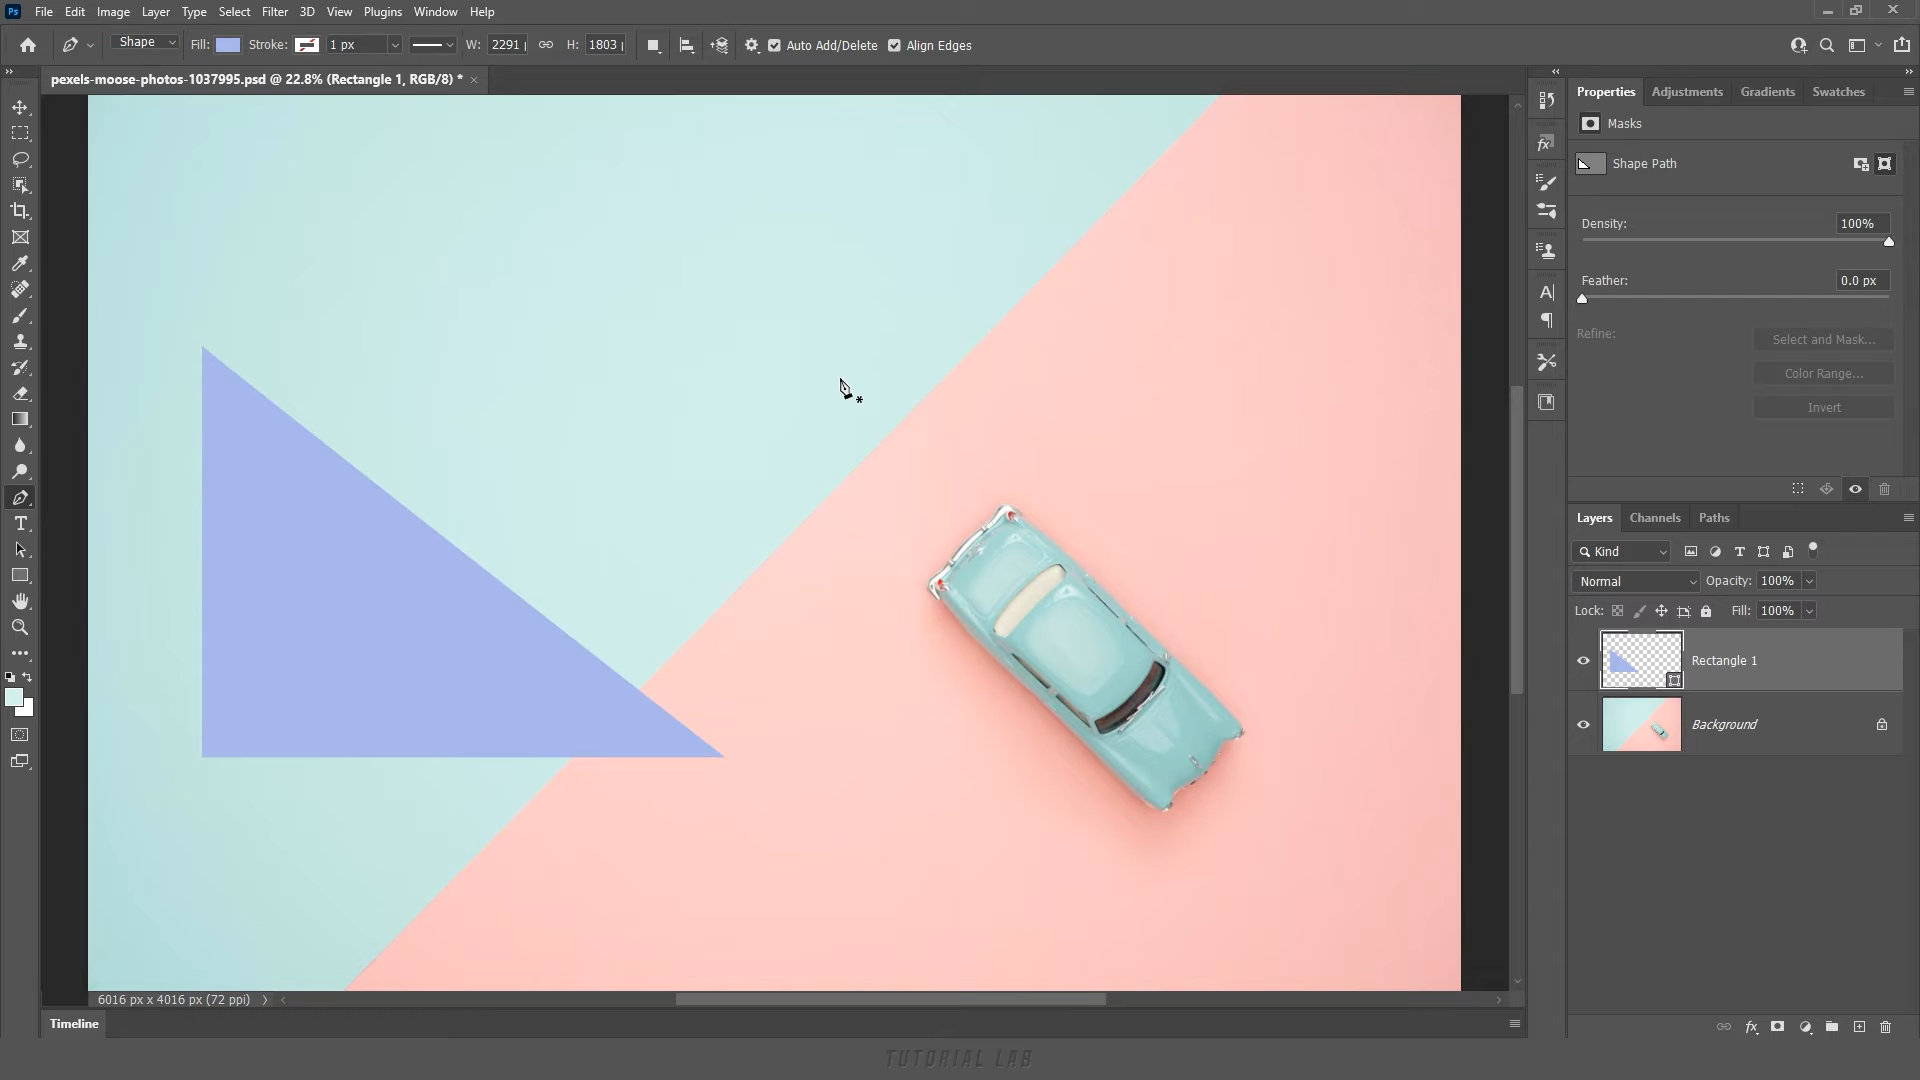 Ps File Edit Image Layer Type Select Filter 3D View Plugins Window Help
Shape Fill: Stroke: 1 px W: 2291 H: 1803 Auto Add/Delete Align Edges
pexels-moose-photos-1037995.psd @ 22.8% (Rectangle 1, RGB/8) *
Properties Adjustments Gradients Swatches
Masks
Shape Path
Density: 100%
Feather: 0.0 px
Refine: Select and Mask...
Color Range...
Invert
Layers Channels Paths
Kind
Normal Opacity: 100%
Lock: Fill: 100%
Rectangle 1
Background
6016 px x 4016 px (72 ppi)
Timeline
TUTORIAL LAB